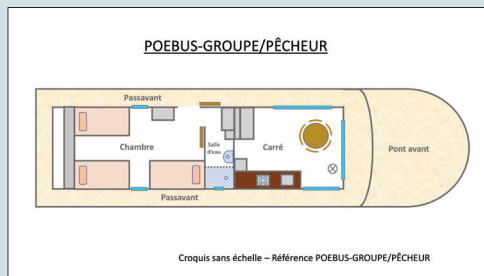 POEBUS-GROUPE/PÊCHEUR
Passavant
Chambre
Salle
d'eau
Carré
Pont avant
Passavant
Croquis sans échelle – Référence POEBUS-GROUPE/PÊCHEUR